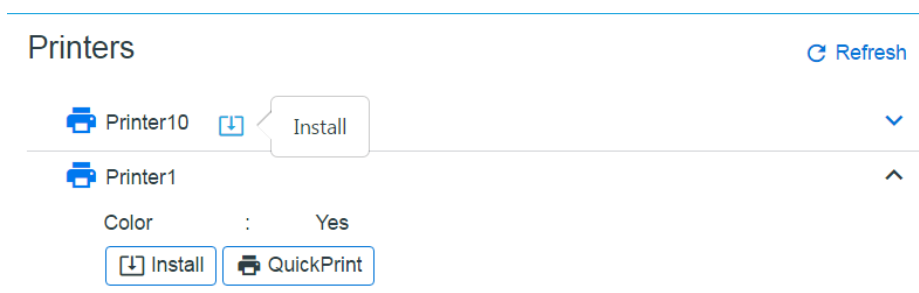 Printers
Refresh
Printer10 Install
Printer1
Color : Yes
Install QuickPrint